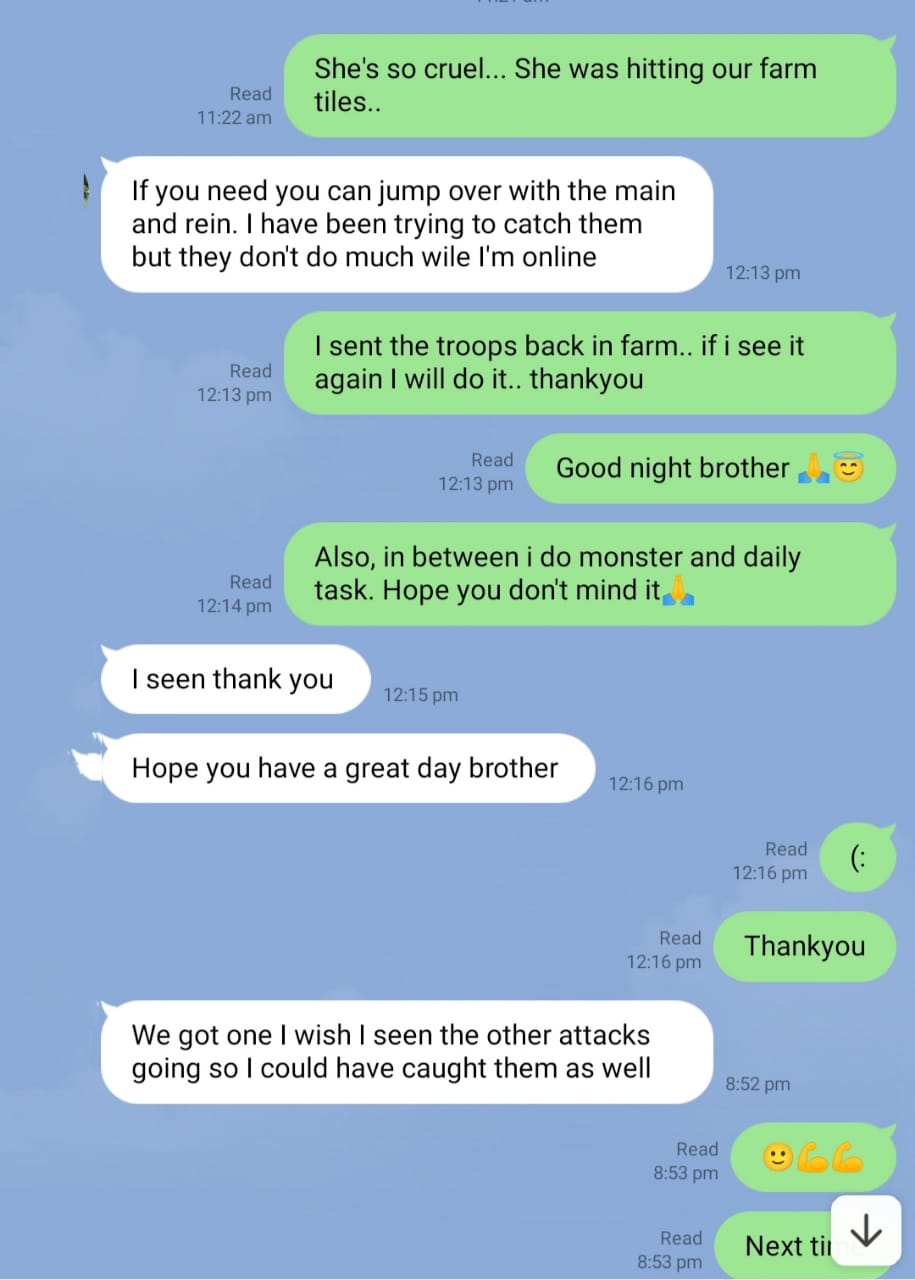 She's so cruel... She was hitting our farm
tiles..
Read
11:22 am
If you need you can jump over with the main
and rein. I have been trying to catch them
but they don't do much wile I'm online
12:13 pm
I sent the troops back in farm.. if i see it
again I will do it.. thankyou
Read
12:13 pm
Good night brother 🙏😇
Read
12:13 pm
Also, in between i do monster and daily
task. Hope you don't mind it🙏
Read
12:14 pm
I seen thank you
12:15 pm
Hope you have a great day brother
12:16 pm
(:
Read
12:16 pm
Thankyou
Read
12:16 pm
We got one I wish I seen the other attacks
going so I could have caught them as well
8:52 pm
🙂💪💪
Read
8:53 pm
Next
Read
8:53 pm